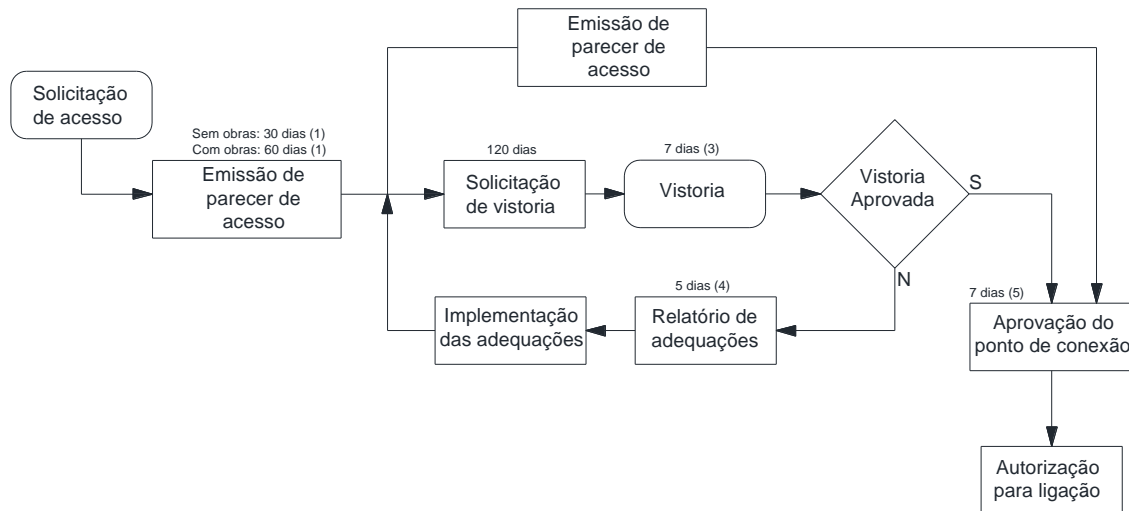 Solicitação
de acesso
Sem obras: 30 dias (1)
Com obras: 60 dias (1)
Emissão de
parecer de
acesso
Emissão de
parecer de
acesso
120 dias
Solicitação
de vistoria
7 dias (3)
Vistoria
Vistoria
Aprovada
S
N
5 dias (4)
Relatório de
adequações
Implementação
das adequações
7 dias (5)
Aprovação do
ponto de conexão
Autorização
para ligação